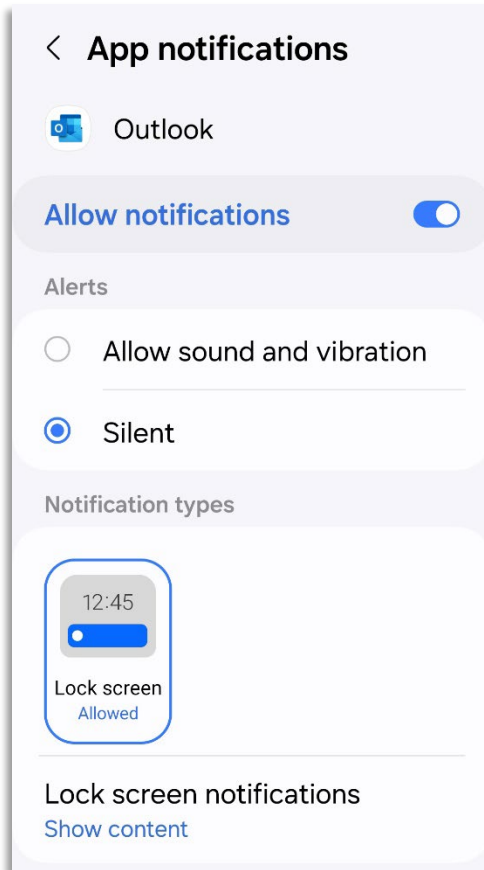 App notifications
Outlook
Allow notifications
Alerts
Allow sound and vibration
Silent
Notification types
12:45
Lock screen
Allowed
Lock screen notifications
Show content